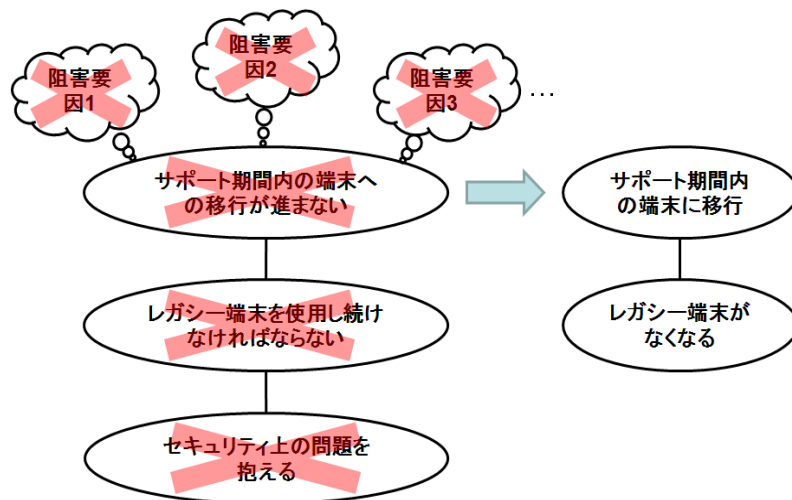 阻害要
因1
阻害要
因2
阻害要
因3
…
サポート期間内の端末へ
の移行が進まない
サポート期間内
の端末に移行
レガシー端末を使用し続け
なければならない
レガシー端末が
なくなる
セキュリティ上の問題を
抱える